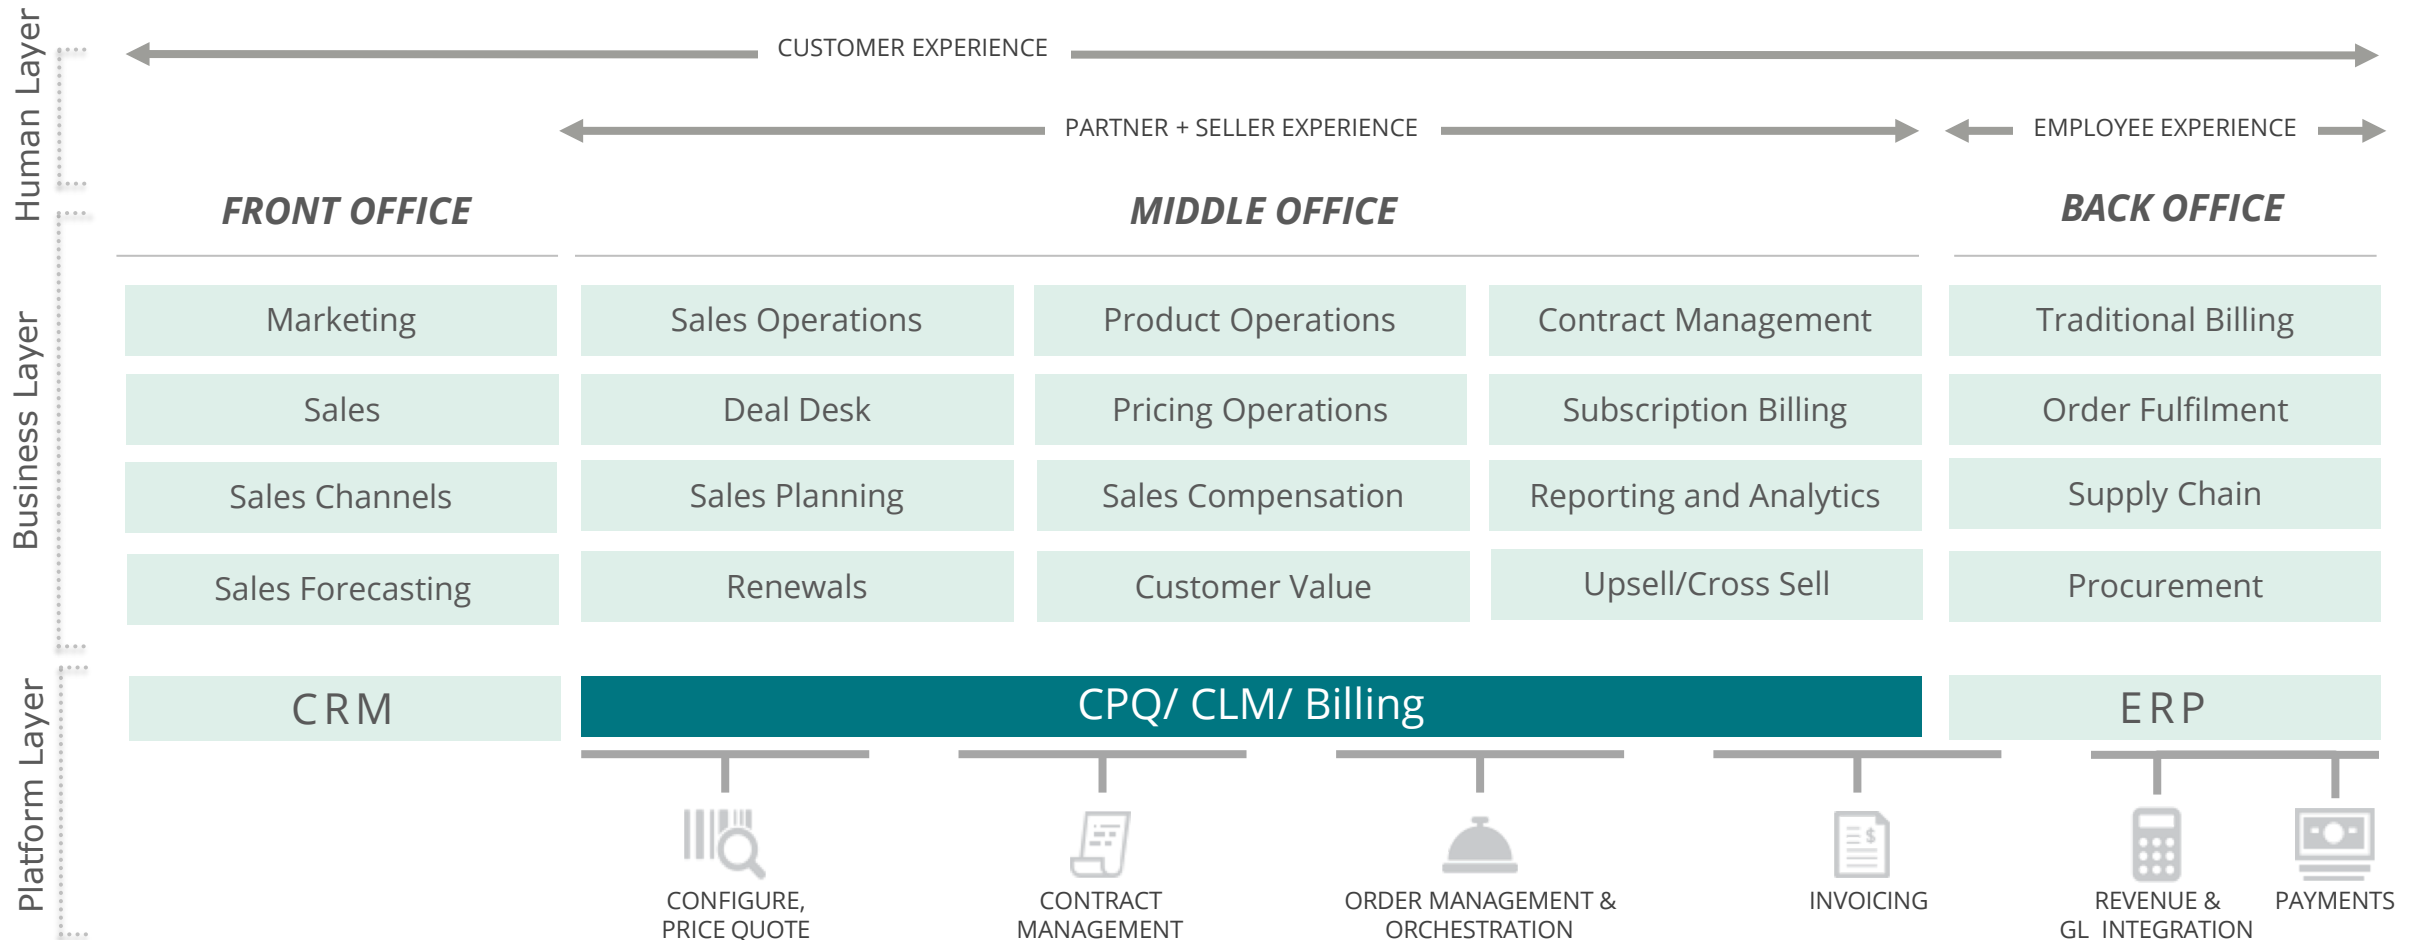 Human Layer
CUSTOMER EXPERIENCE
PARTNER + SELLER EXPERIENCE
EMPLOYEE EXPERIENCE
FRONT OFFICE
MIDDLE OFFICE
BACK OFFICE
Business Layer
Marketing
Sales Operations
Product Operations
Contract Management
Traditional Billing
Sales
Deal Desk
Pricing Operations
Subscription Billing
Order Fulfilment
Sales Channels
Sales Planning
Sales Compensation
Reporting and Analytics
Supply Chain
Sales Forecasting
Renewals
Customer Value
Upsell/Cross Sell
Procurement
Platform Layer
CRM
CPQ/ CLM/ Billing
ERP
$
CONFIGURE,
PRICE QUOTE
CONTRACT
MANAGEMENT
ORDER MANAGEMENT &
ORCHESTRATION
INVOICING
REVENUE &
GL INTEGRATION
PAYMENTS